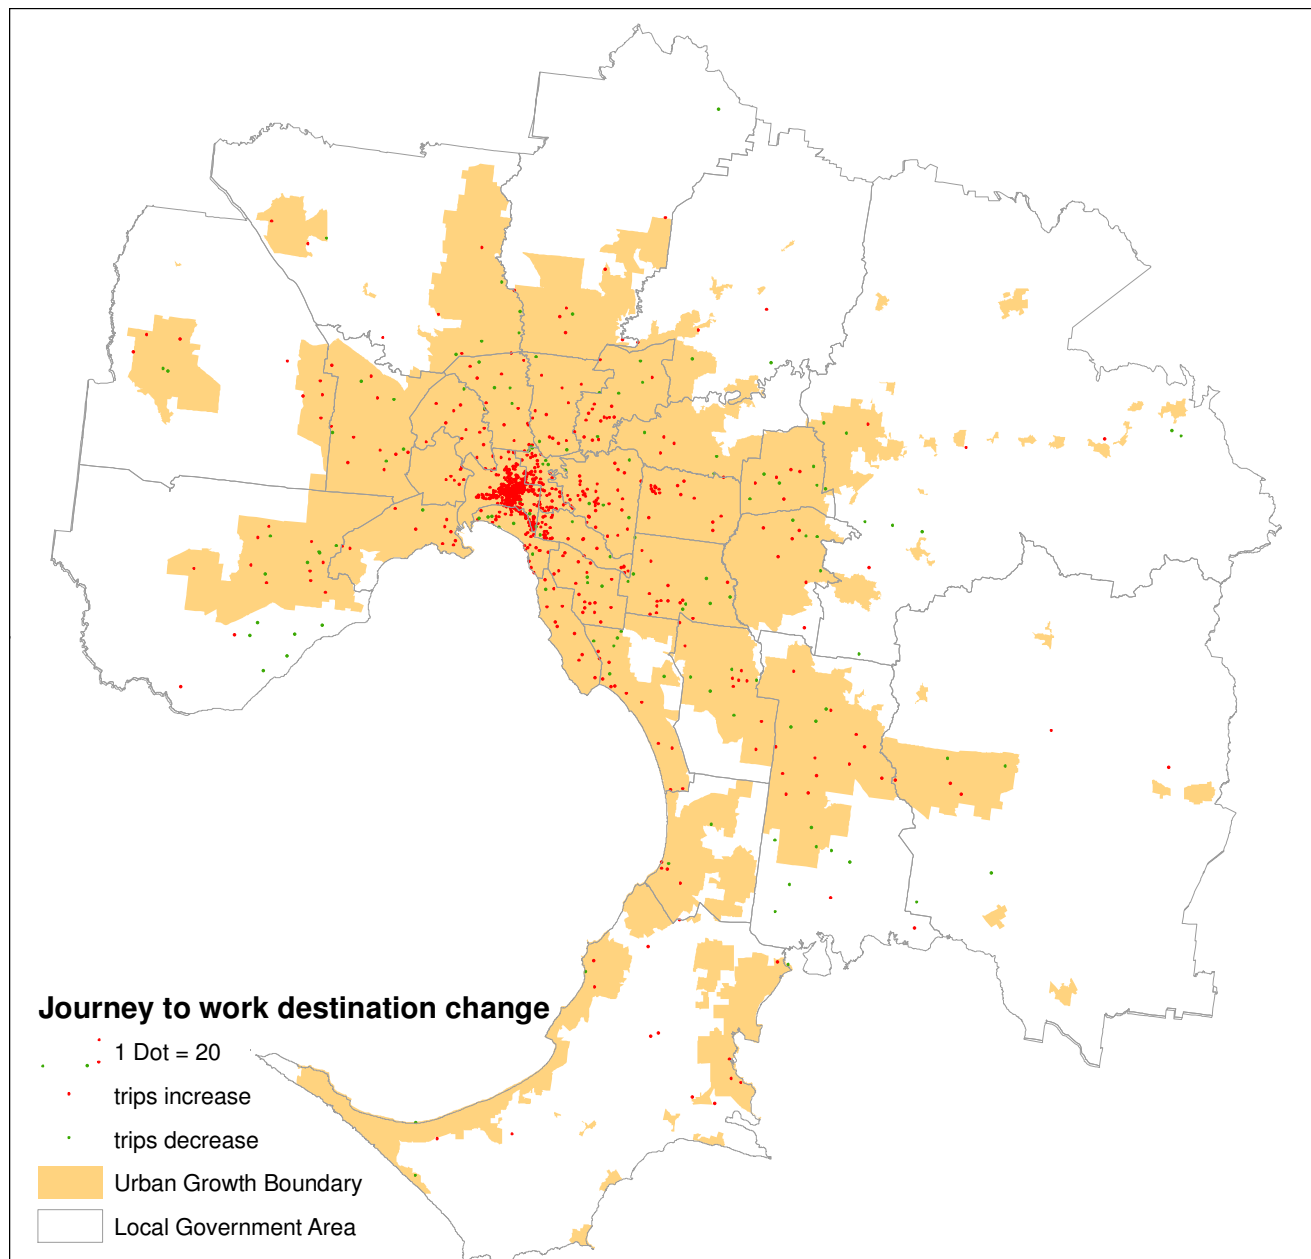 Journey to work destination change
1 Dot = 20
trips increase
trips decrease
Urban Growth Boundary
Local Government Area